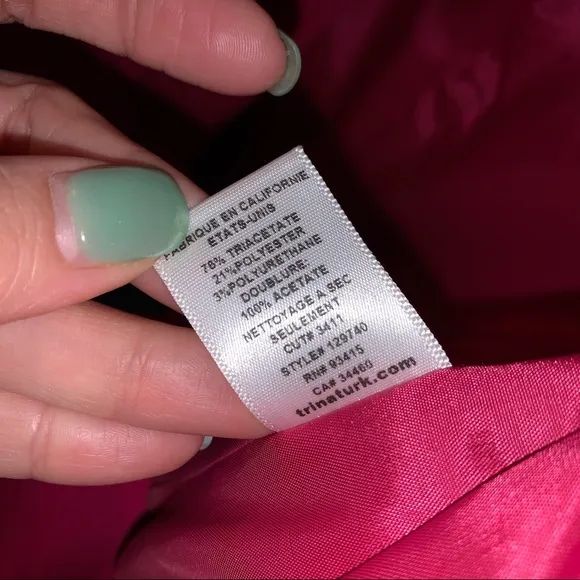 FABRIQUE EN CALIFORNIE
ETATS-UNIS
76% TRIACETATE
21%POLYESTER
3%POLYURETHANE
DOUBLURE:
100% ACETATE
NETTOYAGE A SEC
SEULEMENT
CUT# 3411
STYLE# 129740
RN# 93415
CA# 34460
trinaturk.com